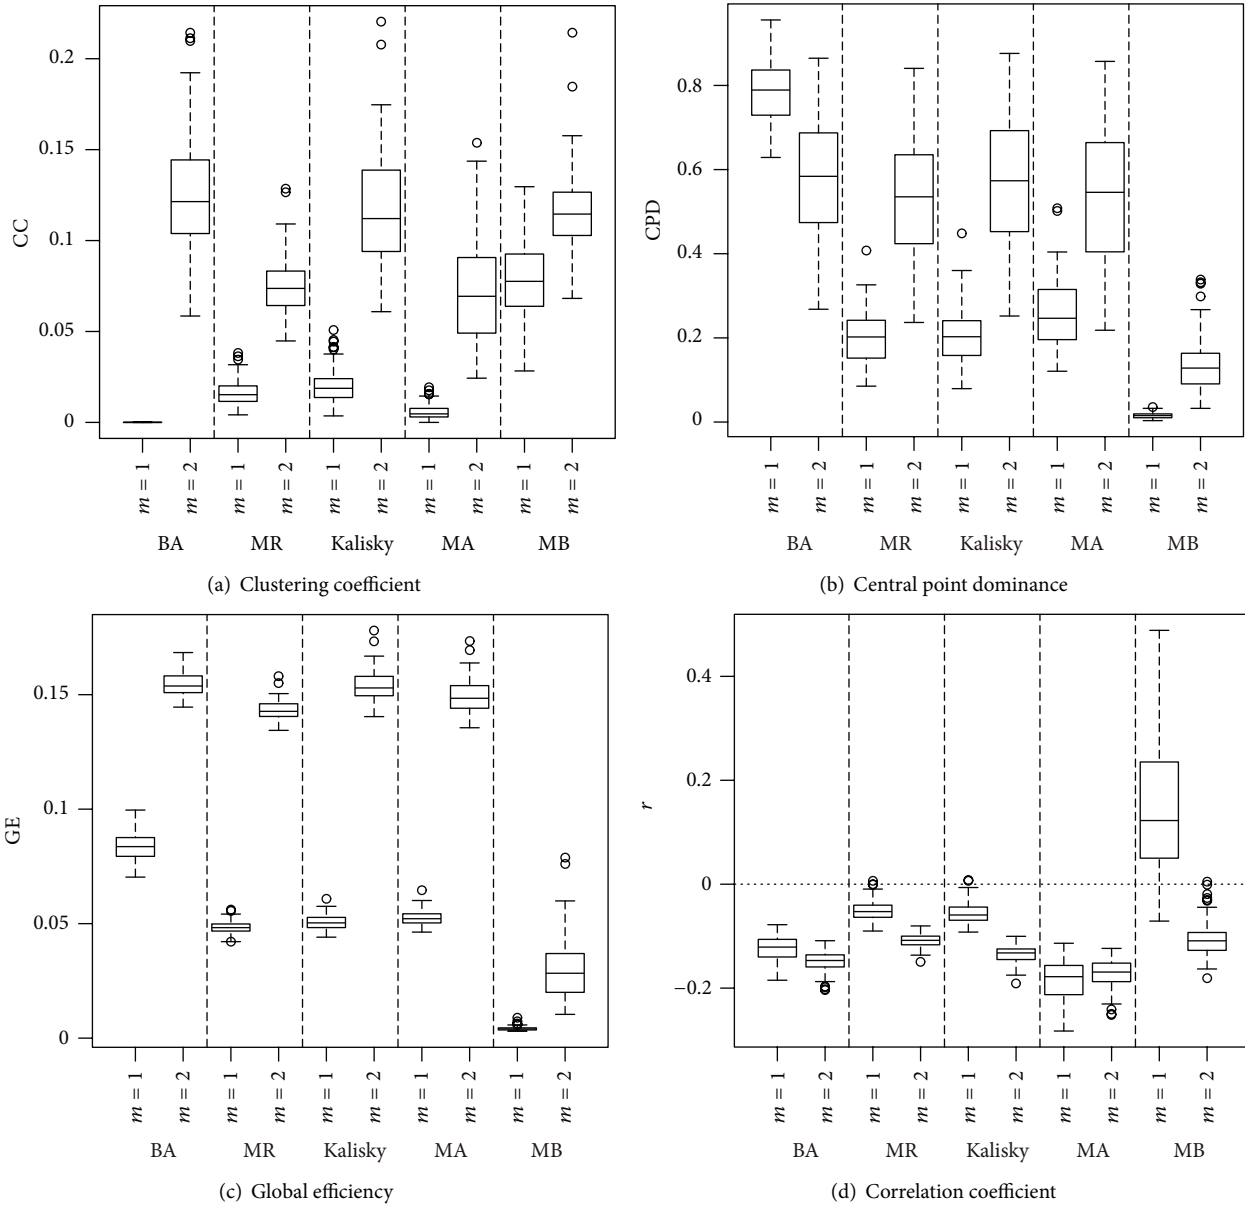 CC
0.2
0.15
0.1
0.05
0
m = 1 m = 2 m = 1 m = 2 m = 1 m = 2 m = 1 m = 2 m = 1 m = 2
BA MR Kalisky MA MB
(a) Clustering coefficient
CPD
0.8
0.6
0.4
0.2
0
m = 1 m = 2 m = 1 m = 2 m = 1 m = 2 m = 1 m = 2 m = 1 m = 2
BA MR Kalisky MA MB
(b) Central point dominance
GE
0.15
0.1
0.05
0
m = 1 m = 2 m = 1 m = 2 m = 1 m = 2 m = 1 m = 2 m = 1 m = 2
BA MR Kalisky MA MB
(c) Global efficiency
r
0.4
0.2
0
−0.2
m = 1 m = 2 m = 1 m = 2 m = 1 m = 2 m = 1 m = 2 m = 1 m = 2
BA MR Kalisky MA MB
(d) Correlation coefficient